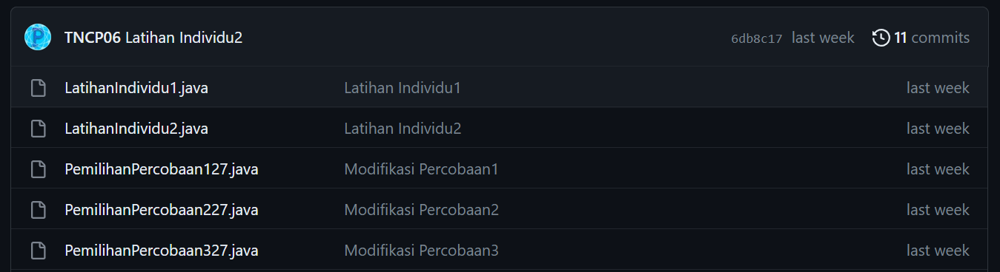 TNCP06 Latihan Individu2 6db8c17 last week 11 commits
LatihanIndividu1.java Latihan Individu1 last week
LatihanIndividu2.java Latihan Individu2 last week
PemilihanPercobaan127.java Modifikasi Percobaan1 last week
PemilihanPercobaan227.java Modifikasi Percobaan2 last week
PemilihanPercobaan327.java Modifikasi Percobaan3 last week